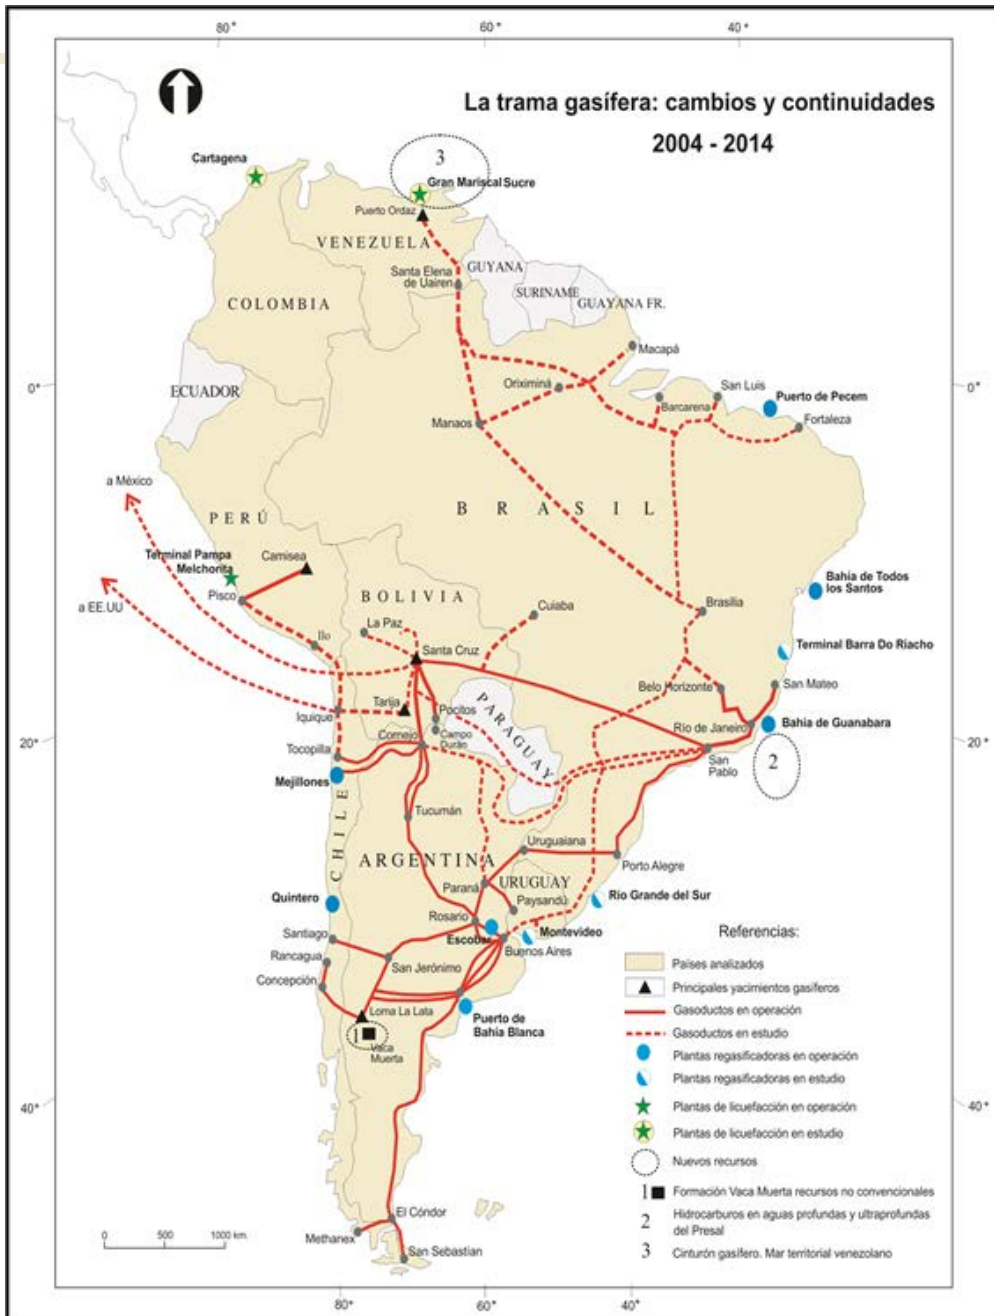 80°
60°
40°
La trama gasífera: cambios y continuidades
2004 - 2014
Cartagena
3
Gran Mariscal Sucre
Puerto Ordaz
VENEZUELA
GUYANA
Santa Elena
de Uairen
SURINAME
GUAYANA FR.
COLOMBIA
Macapá
0°
ECUADOR
Oriximiná
San Luis
0°
Barcarena
Puerto de Pecem
Manaos
Fortaleza
a México
BRASIL
PERÚ
Terminal Pampa
Melchorita
Camisea
Bahía de Todos
los Santos
a EE.UU
Pisco
BOLIVIA
Cuiaba
Brasilia
La Paz
Ilo
Santa Cruz
Terminal Barra Do Riacho
Belo Horizonte
San Mateo
Tarija
Pocitos
PARAGUAY
Iquique
Campo
Durán
Río de Janeiro
Bahia de Guanabara
20°
Cornejo
20°
Tocopilla
San
Pablo
2
Mejillones
CHILE
Tucumán
Uruguaiana
ARGENTINA
Porto Alegre
Paraná
URUGUAY
Quintero
Paysandú
Río Grande del Sur
Rosario
Santiago
Escobar
Montevideo
Buenos Aires
Rancagua
San Jerónimo
Concepción
Loma La Lata
Puerto de
Bahía Blanca
1
Vaca
Muerta
40°
40°
El Cóndor
Methanex
San Sebastian
0 500 1000 km.
80°
60°
40°
Referencias:
Países analizados
Principales yacimientos gasíferos
Gasoductos en operación
Gasoductos en estudio
Plantas regasificadoras en operación
Plantas regasificadoras en estudio
Plantas de licuefacción en operación
Plantas de licuefacción en estudio
Nuevos recursos
1 Formación Vaca Muerta recursos no convencionales
2 Hidrocarburos en aguas profundas y ultraprofundas
del Presal
3 Cinturón gasífero. Mar territorial venezolano